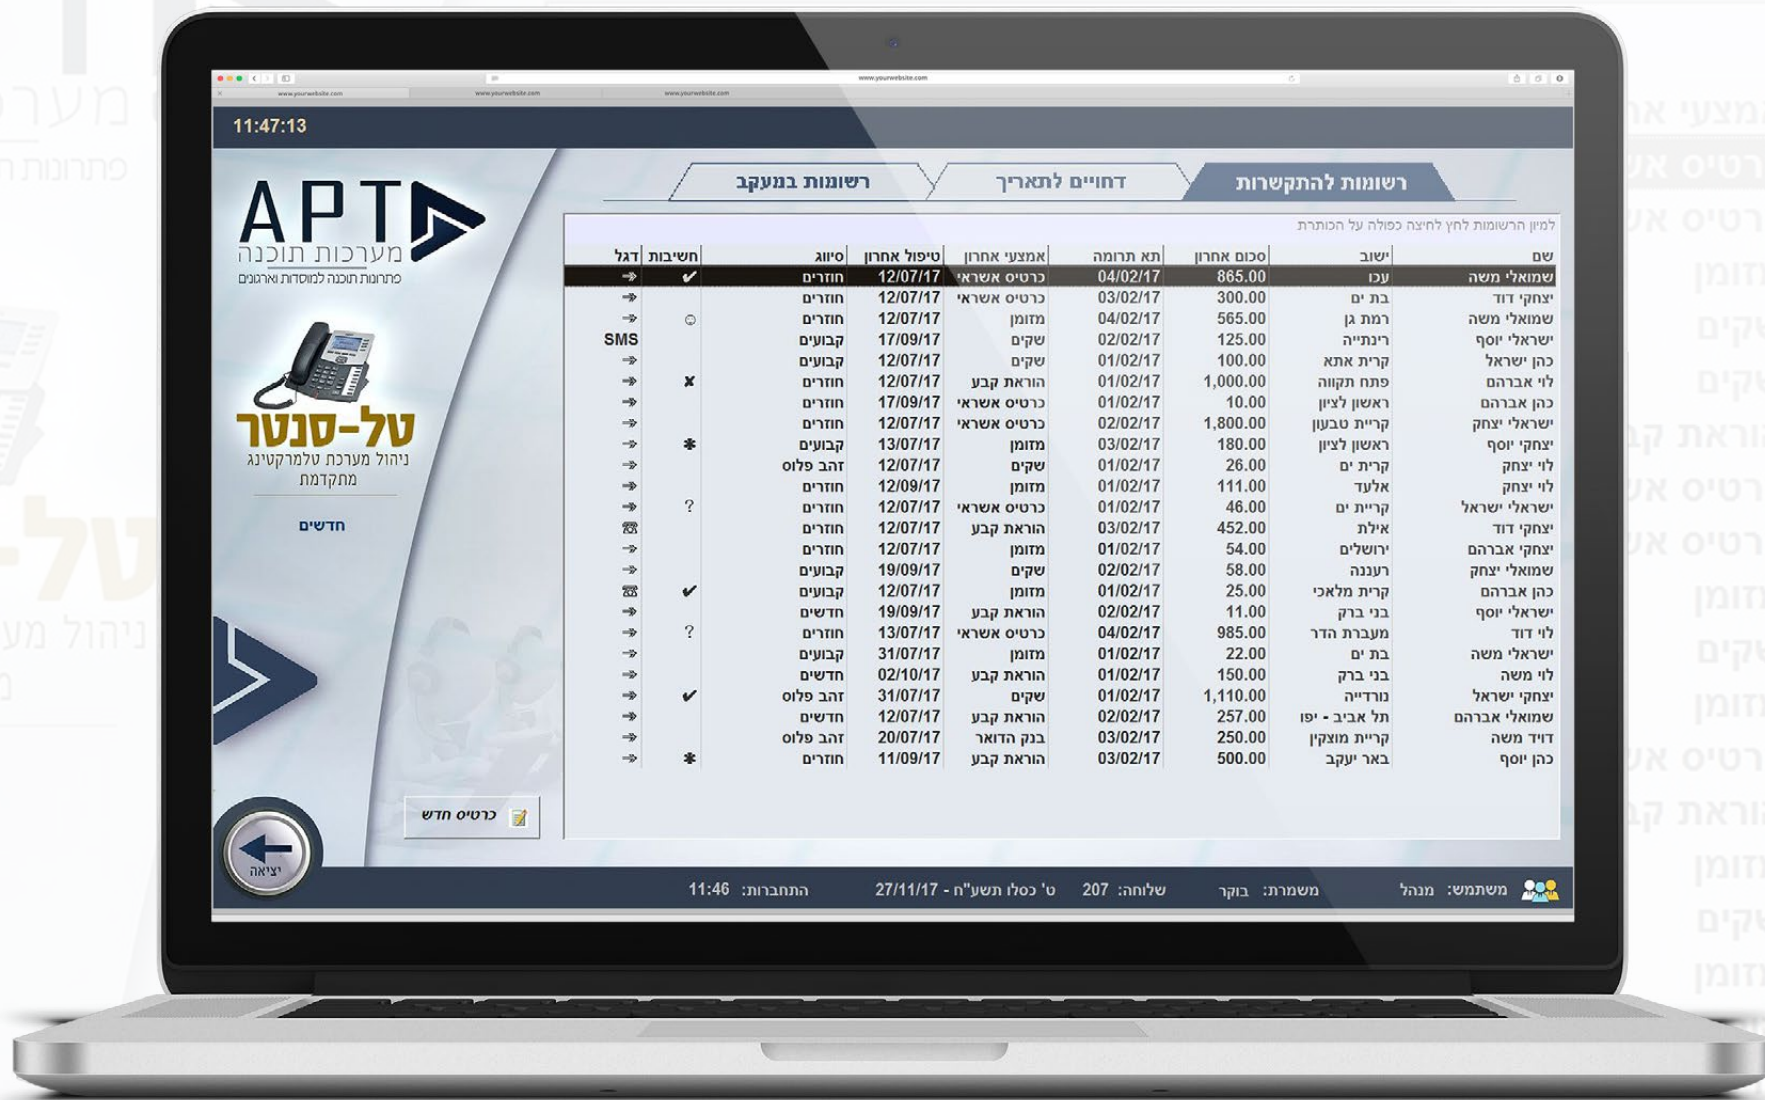 www.yourwebsite.com
www.yourwebsite.com www.yourwebsite.com www.yourwebsite.com
11:47:13
רשומות להתקשרות דחויים לתאריך רשומות במעקב
למיון הרשומות לחץ לחיצה כפולה על הכותרת
שם ישוב סכום אחרון תא תרומה אמצעי אחרון טיפול אחרון סיווג חשיבות דגל
שמואלי משה עכו 865.00 04/02/17 כרטיס אשראי 12/07/17 חוזרים ✔
יצחקי דוד בת ים 300.00 03/02/17 כרטיס אשראי 12/07/17 חוזרים
שמואלי משה רמת גן 565.00 04/02/17 מזומן 12/07/17 חוזרים
ישראלי יוסף רינתייה 125.00 02/02/17 שקים 17/09/17 קבועים SMS
כהן ישראל קרית אתא 100.00 01/02/17 שקים 12/07/17 קבועים
לוי אברהם פתח תקווה 1,000.00 01/02/17 הוראת קבע 12/07/17 חוזרים ✘
כהן אברהם ראשון לציון 10.00 01/02/17 כרטיס אשראי 17/09/17 חוזרים
ישראלי יצחק קריית טבעון 1,800.00 02/02/17 כרטיס אשראי 12/07/17 חוזרים
יצחקי יוסף ראשון לציון 180.00 03/02/17 מזומן 13/07/17 קבועים ✱
לוי יצחק קרית ים 26.00 01/02/17 שקים 12/07/17 זהב פלוס
לוי יצחק אלעד 111.00 01/02/17 מזומן 12/09/17 חוזרים
ישראלי ישראל קריית ים 46.00 01/02/17 כרטיס אשראי 12/07/17 חוזרים ?
יצחקי דוד אילת 452.00 03/02/17 הוראת קבע 12/07/17 חוזרים
יצחקי אברהם ירושלים 54.00 01/02/17 מזומן 12/07/17 חוזרים
שמואלי יצחק רעננה 58.00 02/02/17 שקים 19/09/17 קבועים
כהן אברהם קרית מלאכי 25.00 01/02/17 מזומן 12/07/17 קבועים ✔
ישראלי יוסף בני ברק 11.00 02/02/17 הוראת קבע 19/09/17 חדשים
לוי דוד מעברת הדר 985.00 04/02/17 כרטיס אשראי 13/07/17 חוזרים ?
ישראלי משה בת ים 22.00 01/02/17 מזומן 31/07/17 קבועים
לוי משה בני ברק 150.00 01/02/17 הוראת קבע 02/10/17 חדשים
יצחקי ישראל נורדייה 1,110.00 01/02/17 שקים 31/07/17 זהב פלוס ✔
שמואלי אברהם תל אביב - יפו 257.00 02/02/17 הוראת קבע 12/07/17 חדשים
דויד משה קריית מוצקין 250.00 03/02/17 בנק הדואר 20/07/17 זהב פלוס
כהן יוסף באר יעקב 500.00 03/02/17 הוראת קבע 11/09/17 חוזרים ✱
APT
מערכות תוכנה
פתרונות תוכנה למוסדות וארגונים
טל-סנטר
ניהול מערכת טלמרקטינג
מתקדמת
חדשים
כרטיס חדש
יציאה
משתמש: מנהל משמרת: בוקר שלוחה: 207 ט' כסלו תשע"ח - 27/11/17 התחברות: 11:46